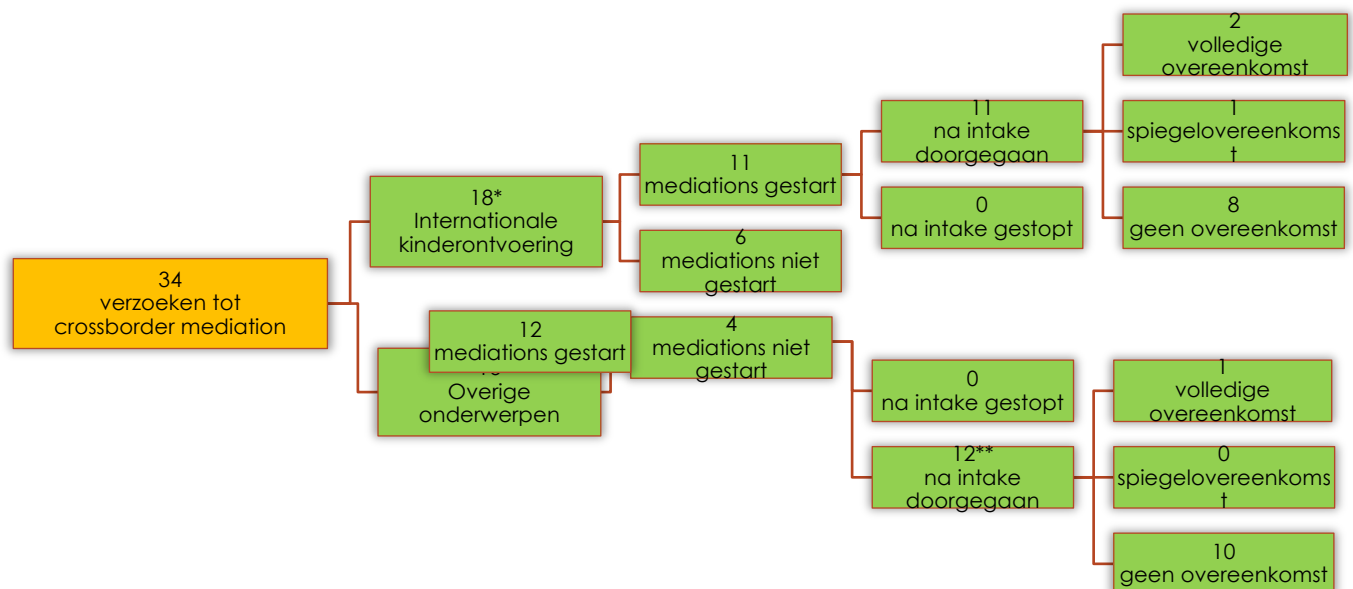 34
verzoeken tot
crossborder mediation
18*
Internationale
kinderontvoering
11
mediations gestart
11
na intake
doorgegaan
2
volledige
overeenkomst
1
spiegelovereenkoms
t
8
geen overeenkomst
0
na intake gestopt
6
mediations niet
gestart
Overige
onderwerpen
12
mediations gestart
4
mediations niet
gestart
0
na intake gestopt
12**
na intake
doorgegaan
1
volledige
overeenkomst
0
spiegelovereenkoms
t
10
geen overeenkomst